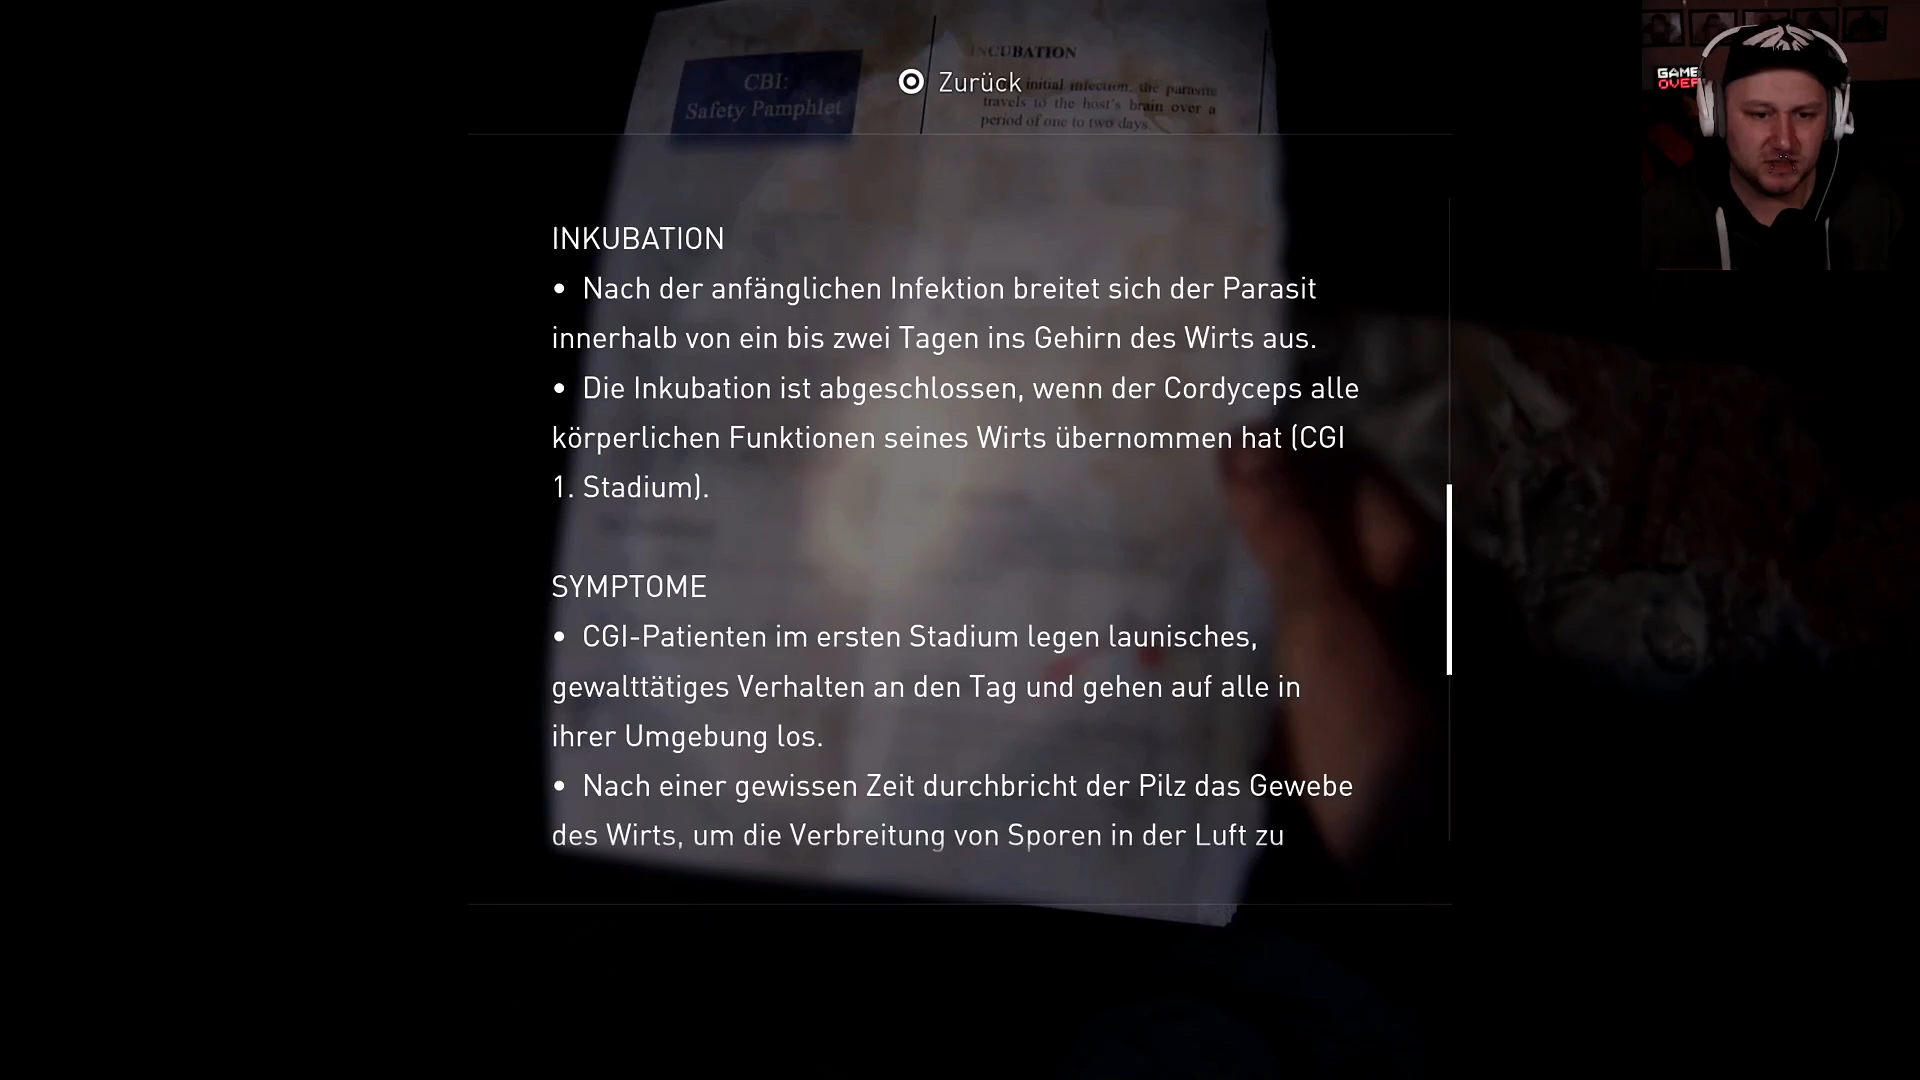 INCUBATION
CBI:
Safety Pamphlet
Zurück
initial infection, the parasite
travels to the host's brain over a
period of one to two days.
GAME
OVER
INKUBATION
• Nach der anfänglichen Infektion breitet sich der Parasit
innerhalb von ein bis zwei Tagen ins Gehirn des Wirts aus.
• Die Inkubation ist abgeschlossen, wenn der Cordyceps alle
körperlichen Funktionen seines Wirts übernommen hat (CGI
1. Stadium).
SYMPTOME
• CGI-Patienten im ersten Stadium legen launisches,
gewalttätiges Verhalten an den Tag und gehen auf alle in
ihrer Umgebung los.
• Nach einer gewissen Zeit durchbricht der Pilz das Gewebe
des Wirts, um die Verbreitung von Sporen in der Luft zu